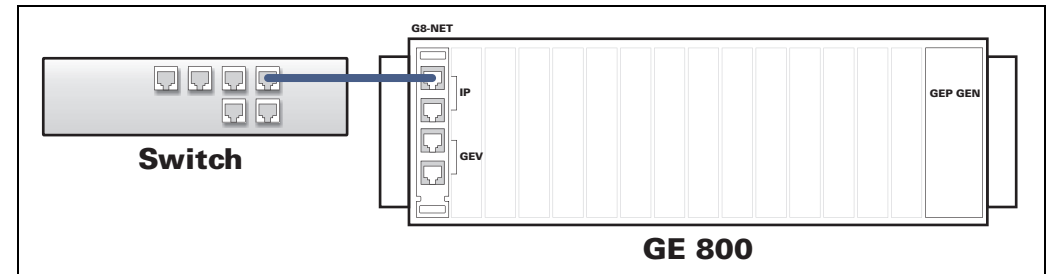 G8-NET
IP
GEP GEN
GEV
Switch
GE 800